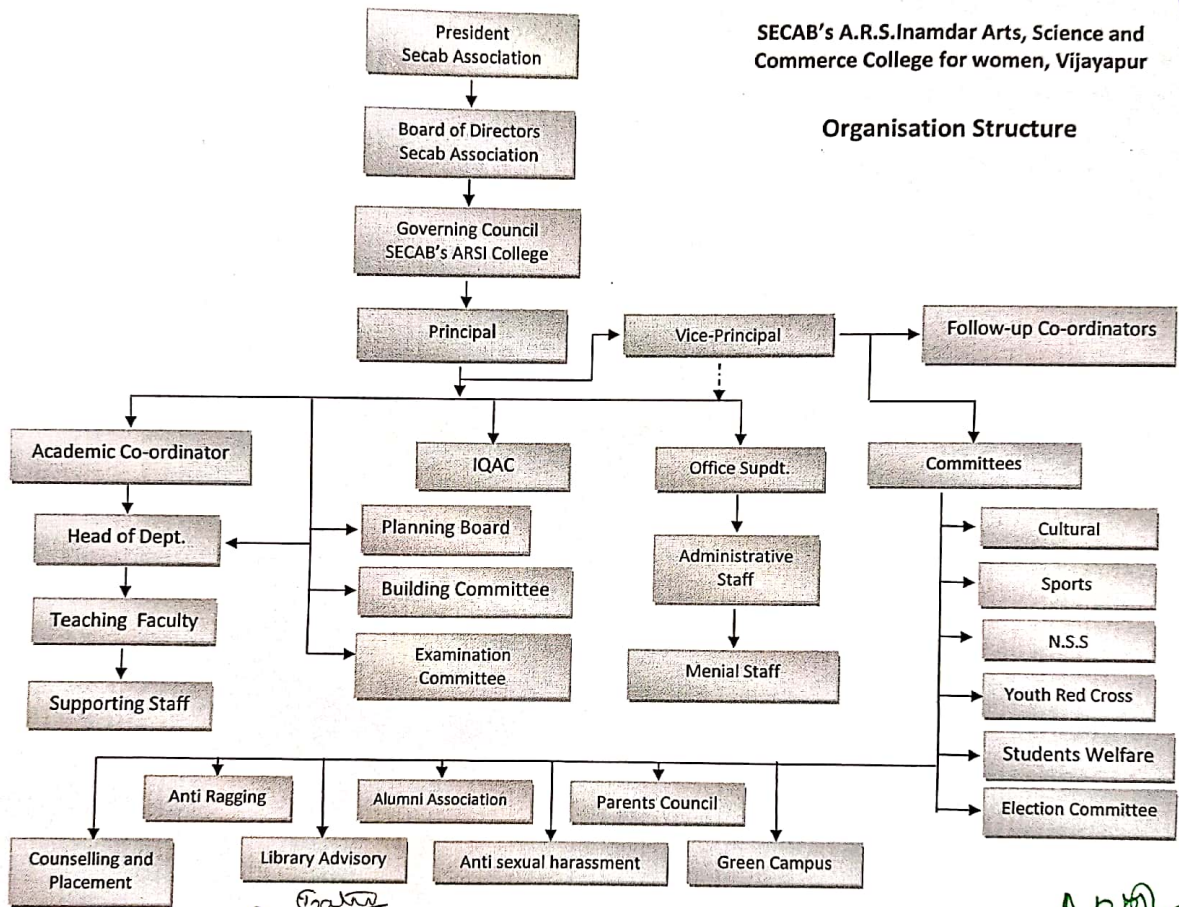 SECAB's A.R.S.Inamdar Arts, Science and
Commerce College for women, Vijayapur
Organisation Structure
President
Secab Association
Board of Directors
Secab Association
Governing Council
SECAB's ARSI College
Principal
Vice-Principal
Follow-up Co-ordinators
Academic Co-ordinator
IQAC
Office Supdt.
Committees
Head of Dept.
Planning Board
Administrative
Staff
Cultural
Building Committee
Sports
Teaching Faculty
Examination
Committee
Menial Staff
N.S.S
Supporting Staff
Youth Red Cross
Students Welfare
Election Committee
Anti Ragging
Alumni Association
Parents Council
Counselling and
Placement
Library Advisory
Anti sexual harassment
Green Campus